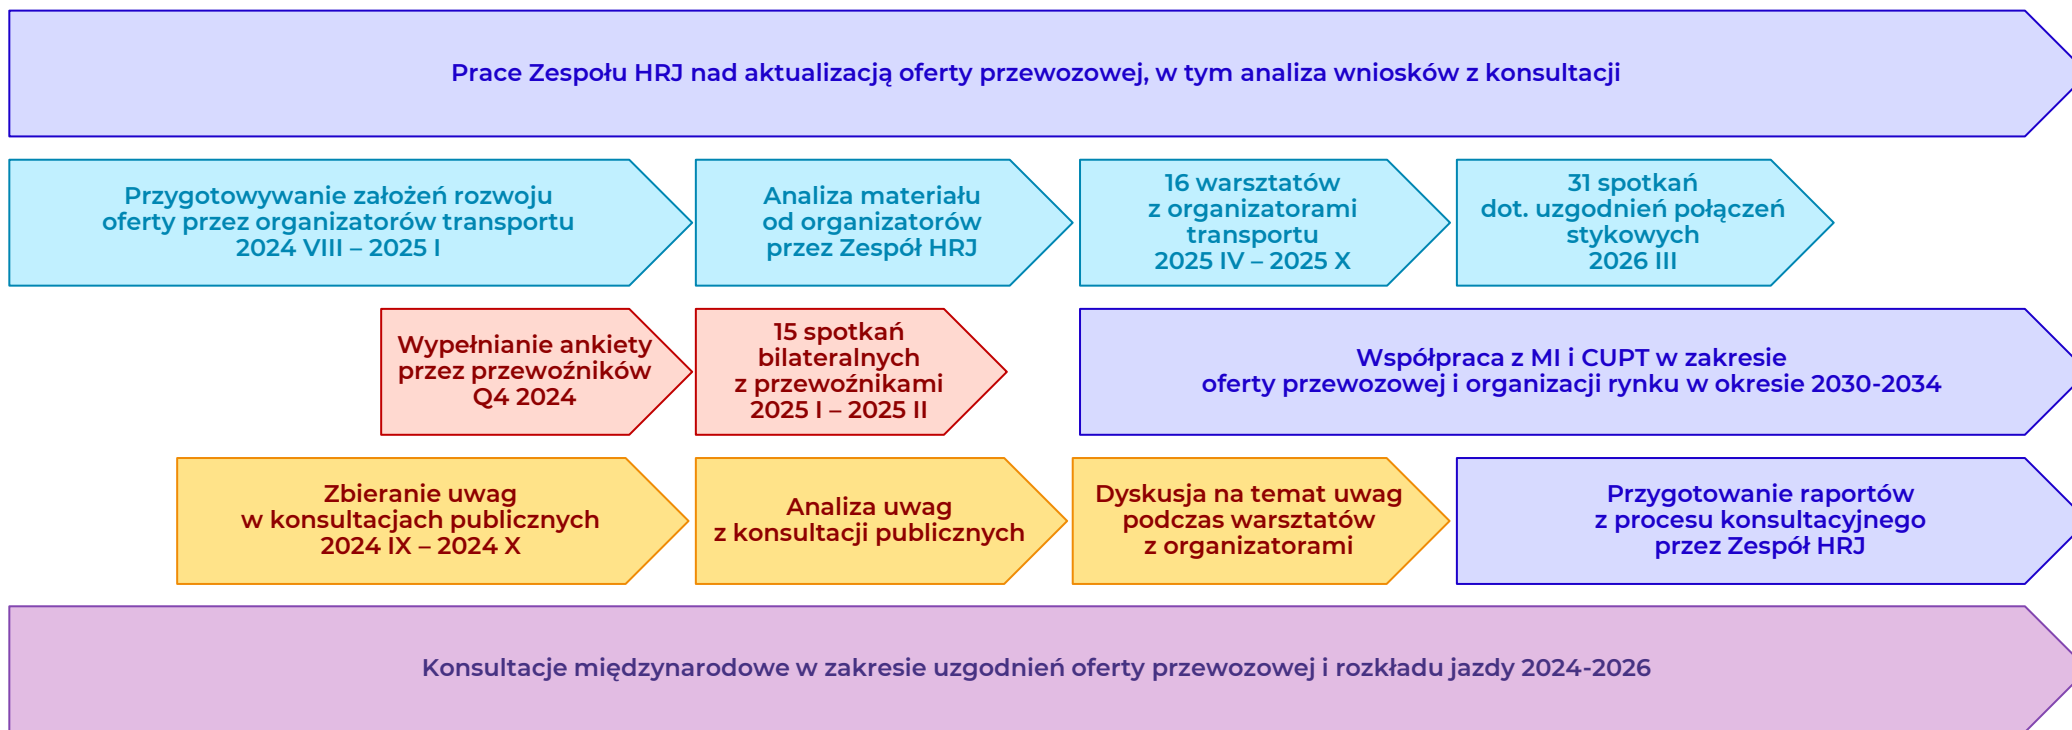 Prace Zespołu HRJ nad aktualizacją oferty przewozowej, w tym analiza wniosków z konsultacji
Przygotowywanie założeń rozwoju
oferty przez organizatorów transportu
2024 VIII – 2025 I
Analiza materiału
od organizatorów
przez Zespół HRJ
16 warsztatów
z organizatorami
transportu
2025 IV – 2025 X
31 spotkań
dot. uzgodnień połączeń
stykowych
2026 III
Wypełnianie ankiety
przez przewoźników
Q4 2024
15 spotkań
bilateralnych
z przewoźnikami
2025 I – 2025 II
Współpraca z MI i CUPT w zakresie
oferty przewozowej i organizacji rynku w okresie 2030-2034
Zbieranie uwag
w konsultacjach publicznych
2024 IX – 2024 X
Analiza uwag
z konsultacji publicznych
Dyskusja na temat uwag
podczas warsztatów
z organizatorami
Przygotowanie raportów
z procesu konsultacyjnego
przez Zespół HRJ
Konsultacje międzynarodowe w zakresie uzgodnień oferty przewozowej i rozkładu jazdy 2024-2026